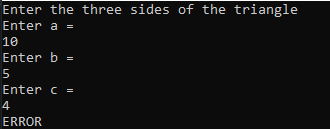 Enter the three sides of the triangle
Enter a =
10
Enter b =
5
Enter c =
4
ERROR